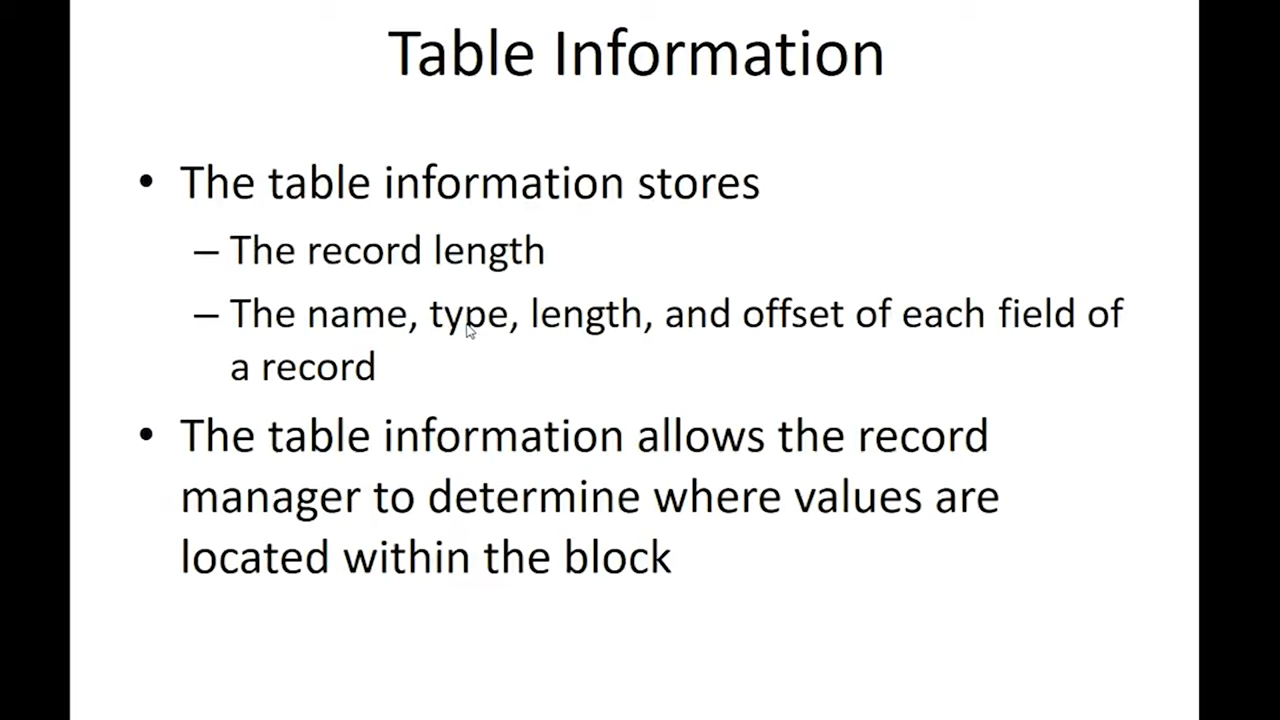 Table Information
• The table information stores
– The record length
– The name, type, length, and offset of each field of
a record
• The table information allows the record
manager to determine where values are
located within the block